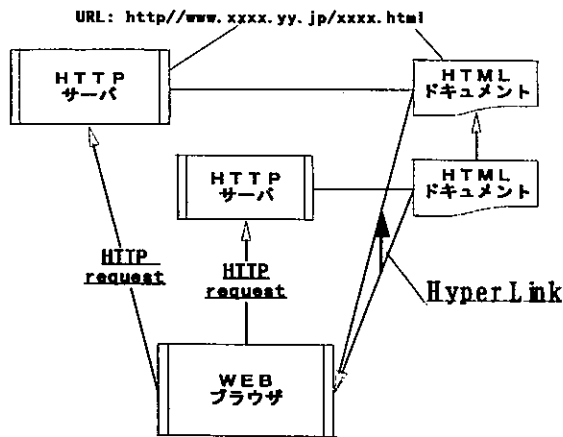 URL: http//www.xxxx.yy.jp/xxxx.html
HTTP
サーバ
HTML
ドキュメント
HTTP
サーバ
HTML
ドキュメント
HTTP
request
HTTP
request
HyperLink
WEB
ブラウザ